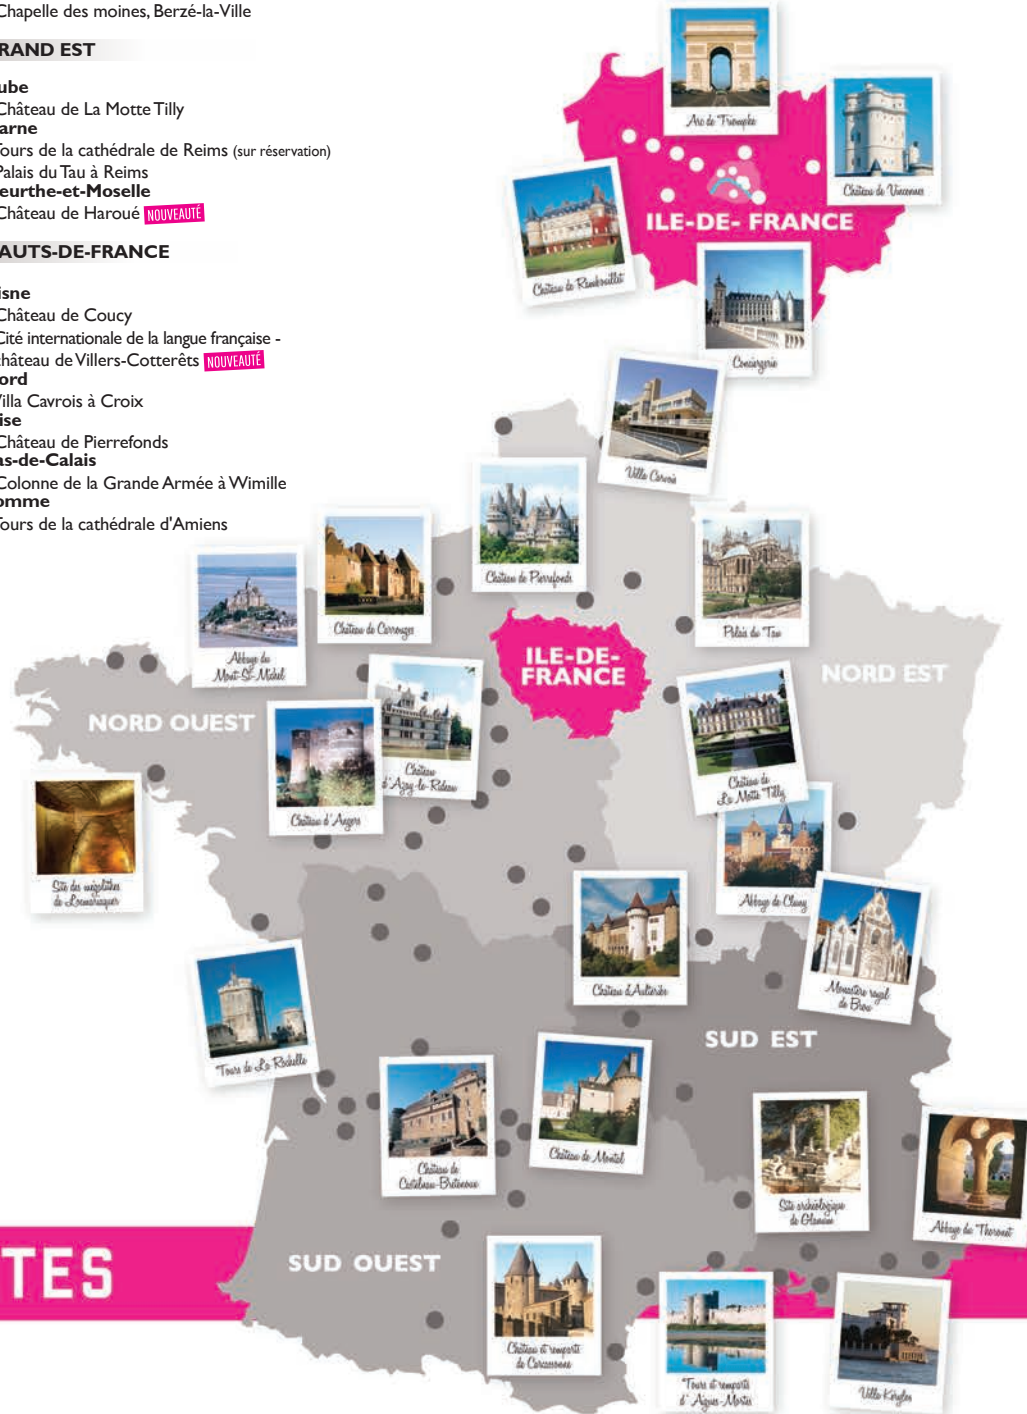 Chapelle des moines, Berzé-la-Ville
RAND EST
ube
Château de La Motte Tilly
arne
Tours de la cathédrale de Reims (sur réservation)
Palais du Tau à Reims
eurthe-et-Moselle
Château de Haroué NOUVEAUTÉ
AUTS-DE-FRANCE
isne
Château de Coucy
Cité internationale de la langue française -
château de Villers-Cotterêts NOUVEAUTÉ
ord
Villa Cavrois à Croix
ise
Château de Pierrefonds
as-de-Calais
Colonne de la Grande Armée à Wimille
omme
Tours de la cathédrale d'Amiens
Arc de Triomphe
Château de Vincennes
ILE-DE- FRANCE
Château de Rambouillet
Conciergerie
Villa Cavrois
Château de Pierrefonds
Château de Carrouges
Palais du Tau
Abbaye du
Mont-St-Michel
ILE-DE-
FRANCE
NORD EST
NORD OUEST
Château
d'Azay-le-Rideau
Château de
La Motte Tilly
Château d'Angers
Site des mégalithes
de Locmariaquer
Abbaye de Cluny
Château d'Aulteribe
Monastère royal
de Brou
SUD EST
Tours de La Rochelle
Château de Montal
Château de
Castelnau-Bretenoux
Site archéologique
de Glanum
Abbaye du Thoronet
TES
SUD OUEST
Château et remparts
de Carcassonne
Tours et remparts
d'Aigues-Mortes
Villa Kérylos